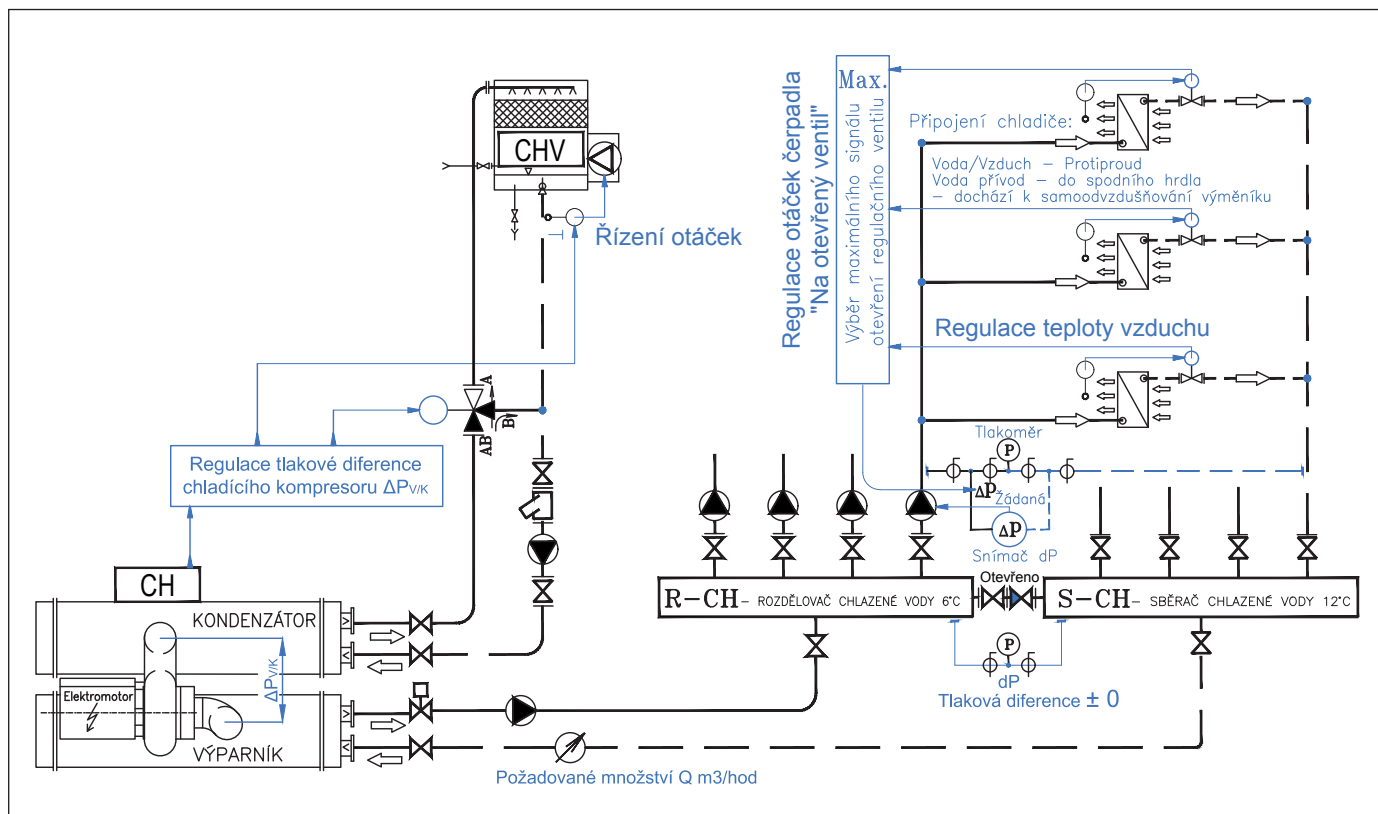 CHV
Řízení otáček
A
B
AB
Regulace tlakové diference
chladícího kompresoru ΔPV/K
CH
KONDENZÁTOR
ΔPV/K
Elektromotor
VÝPARNÍK
Požadované množství Q m3/hod
Regulace otáček čerpadla
"Na otevřený ventil"
Max.
Výběr maximálního signálu
otevření regulačního ventilu
Připojení chladiče:
Voda/Vzduch – Protiproud
Voda přívod – do spodního hrdla
– dochází k samoodvzdušňování výměníku
Regulace teploty vzduchu
Tlakoměr
P
ΔP
Žádaná
ΔP
Snímač dP
Otevřeno
R-CH– ROZDĚLOVAČ CHLAZENÉ VODY 6°C
S-CH– SBĚRAČ CHLAZENÉ VODY 12°C
P
dP
Tlaková diference ± 0